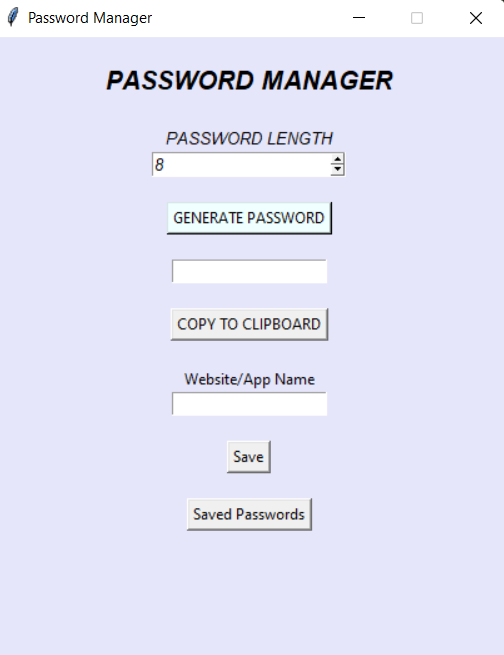 Password Manager
PASSWORD MANAGER
PASSWORD LENGTH
8
GENERATE PASSWORD
COPY TO CLIPBOARD
Website/App Name
Save
Saved Passwords